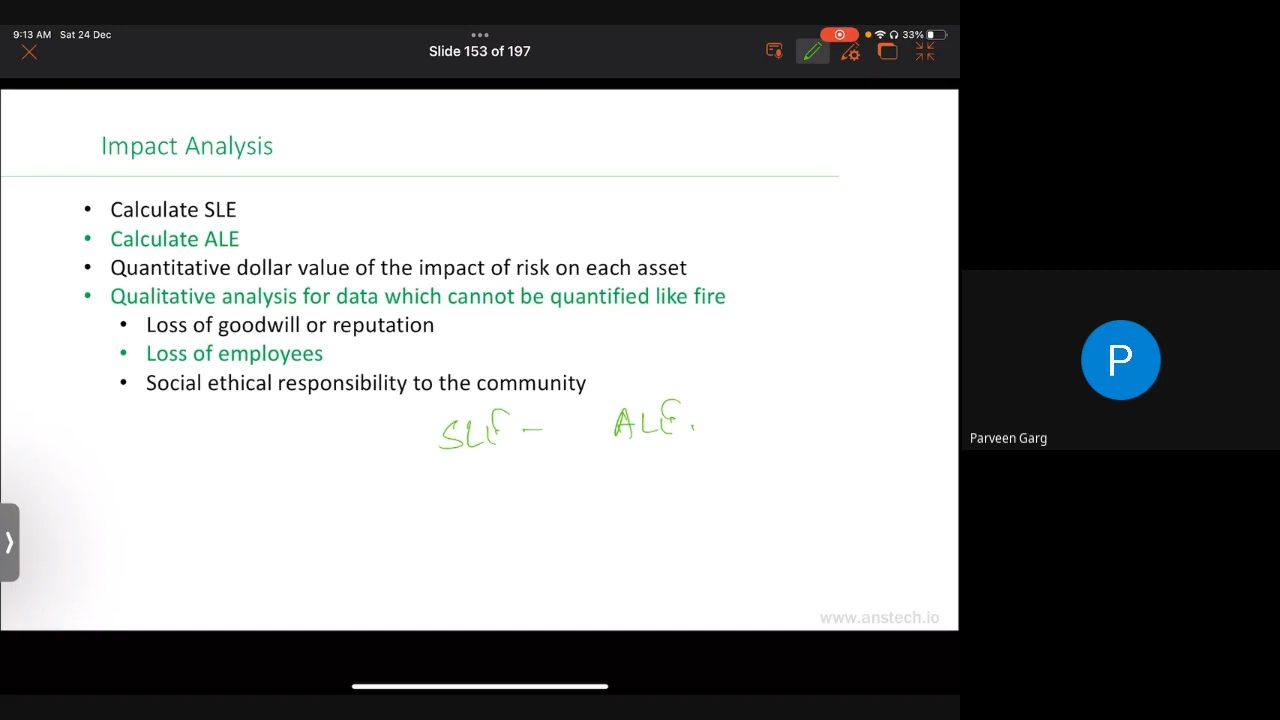 9:13 AM Sat 24 Dec
33%
Slide 153 of 197
Impact Analysis
• Calculate SLE
• Calculate ALE
• Quantitative dollar value of the impact of risk on each asset
• Qualitative analysis for data which cannot be quantified like fire
• Loss of goodwill or reputation
• Loss of employees
• Social ethical responsibility to the community
SLE – ALE.
www.anstech.io
P
Parveen Garg